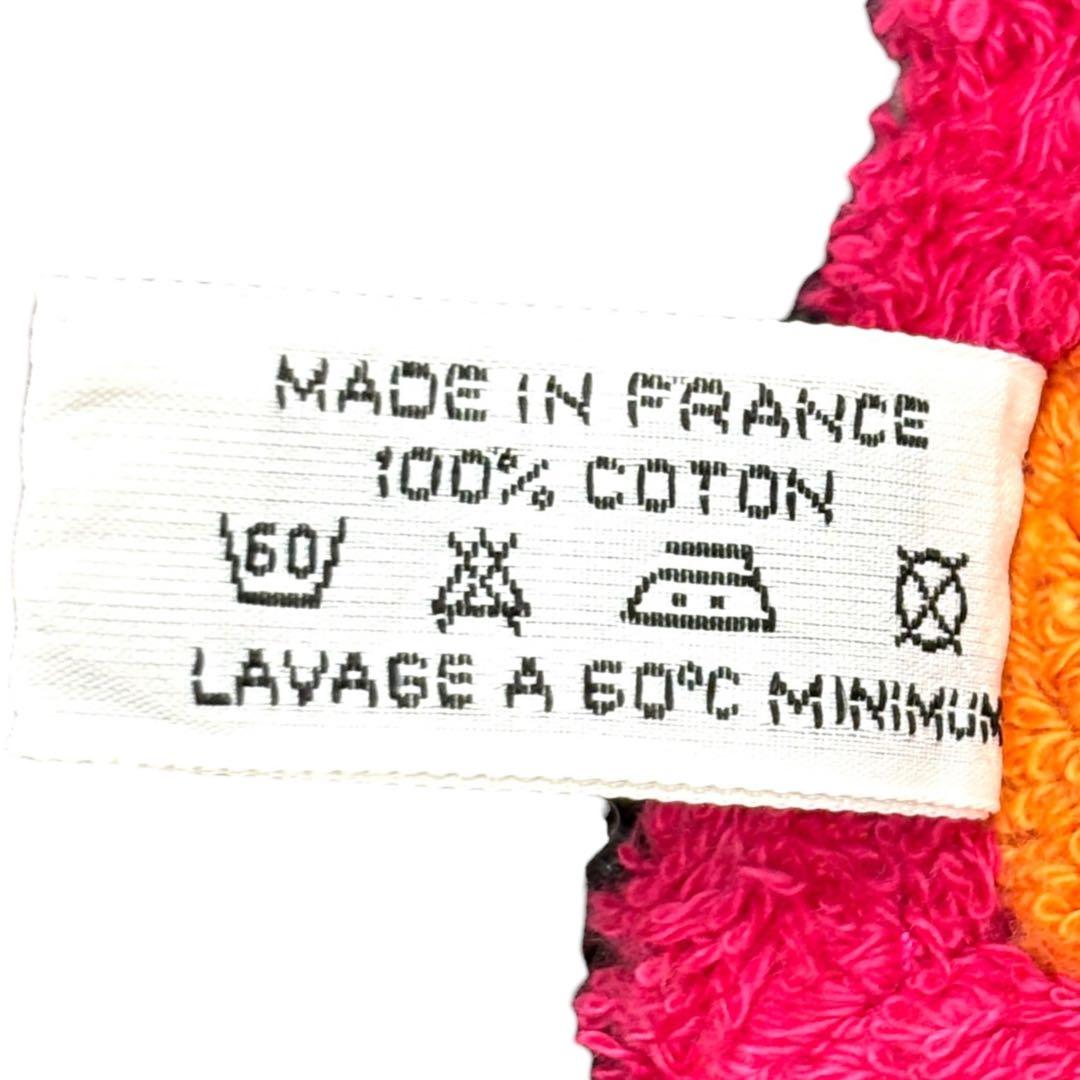 MADE IN FRANCE
100% COTON
60
LAVAGE A 60°C MINIMUM